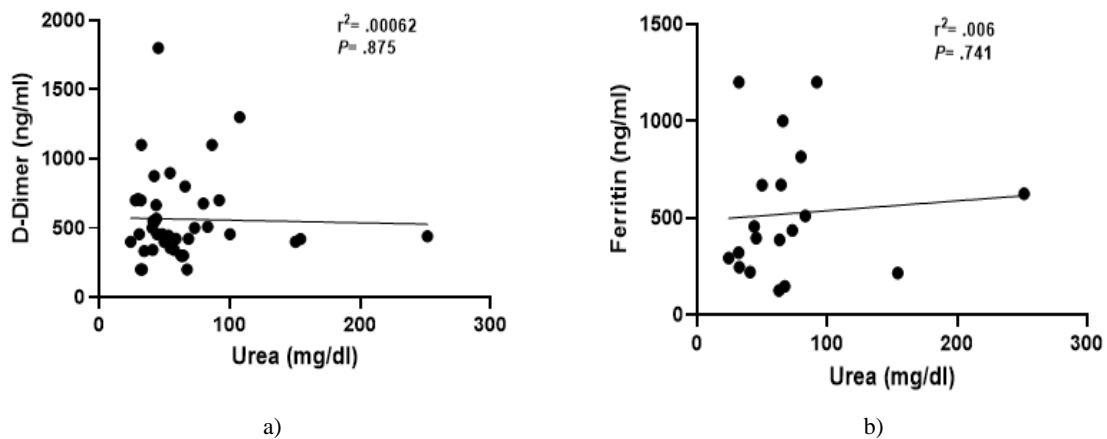 r²= .00062
P= .875
2000
1500
1000
500
0
D-Dimer (ng/ml)
0 100 200 300
Urea (mg/dl)
a)
r²= .006
P= .741
1500
1000
500
0
Ferritin (ng/ml)
0 100 200 300
Urea (mg/dl)
b)